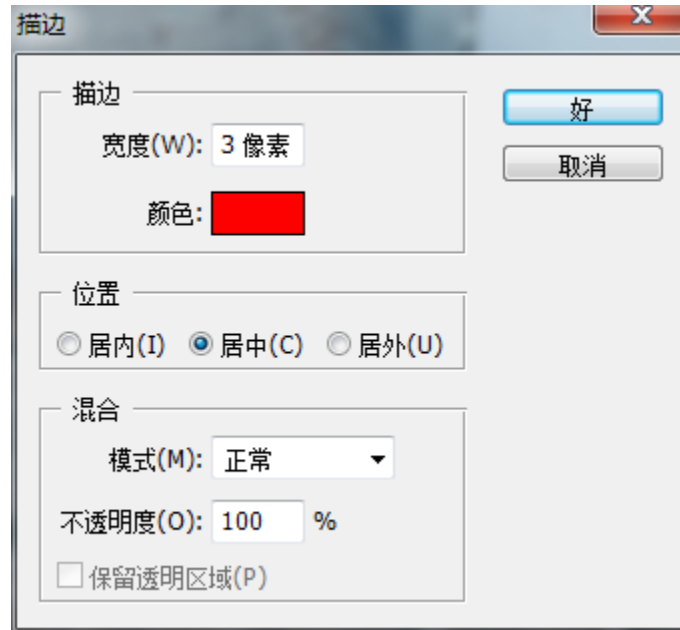 描边
描边
宽度(W): 3 像素
颜色:
好
取消
位置
居内(I) 居中(C) 居外(U)
混合
模式(M): 正常
不透明度(O): 100 %
保留透明区域(P)